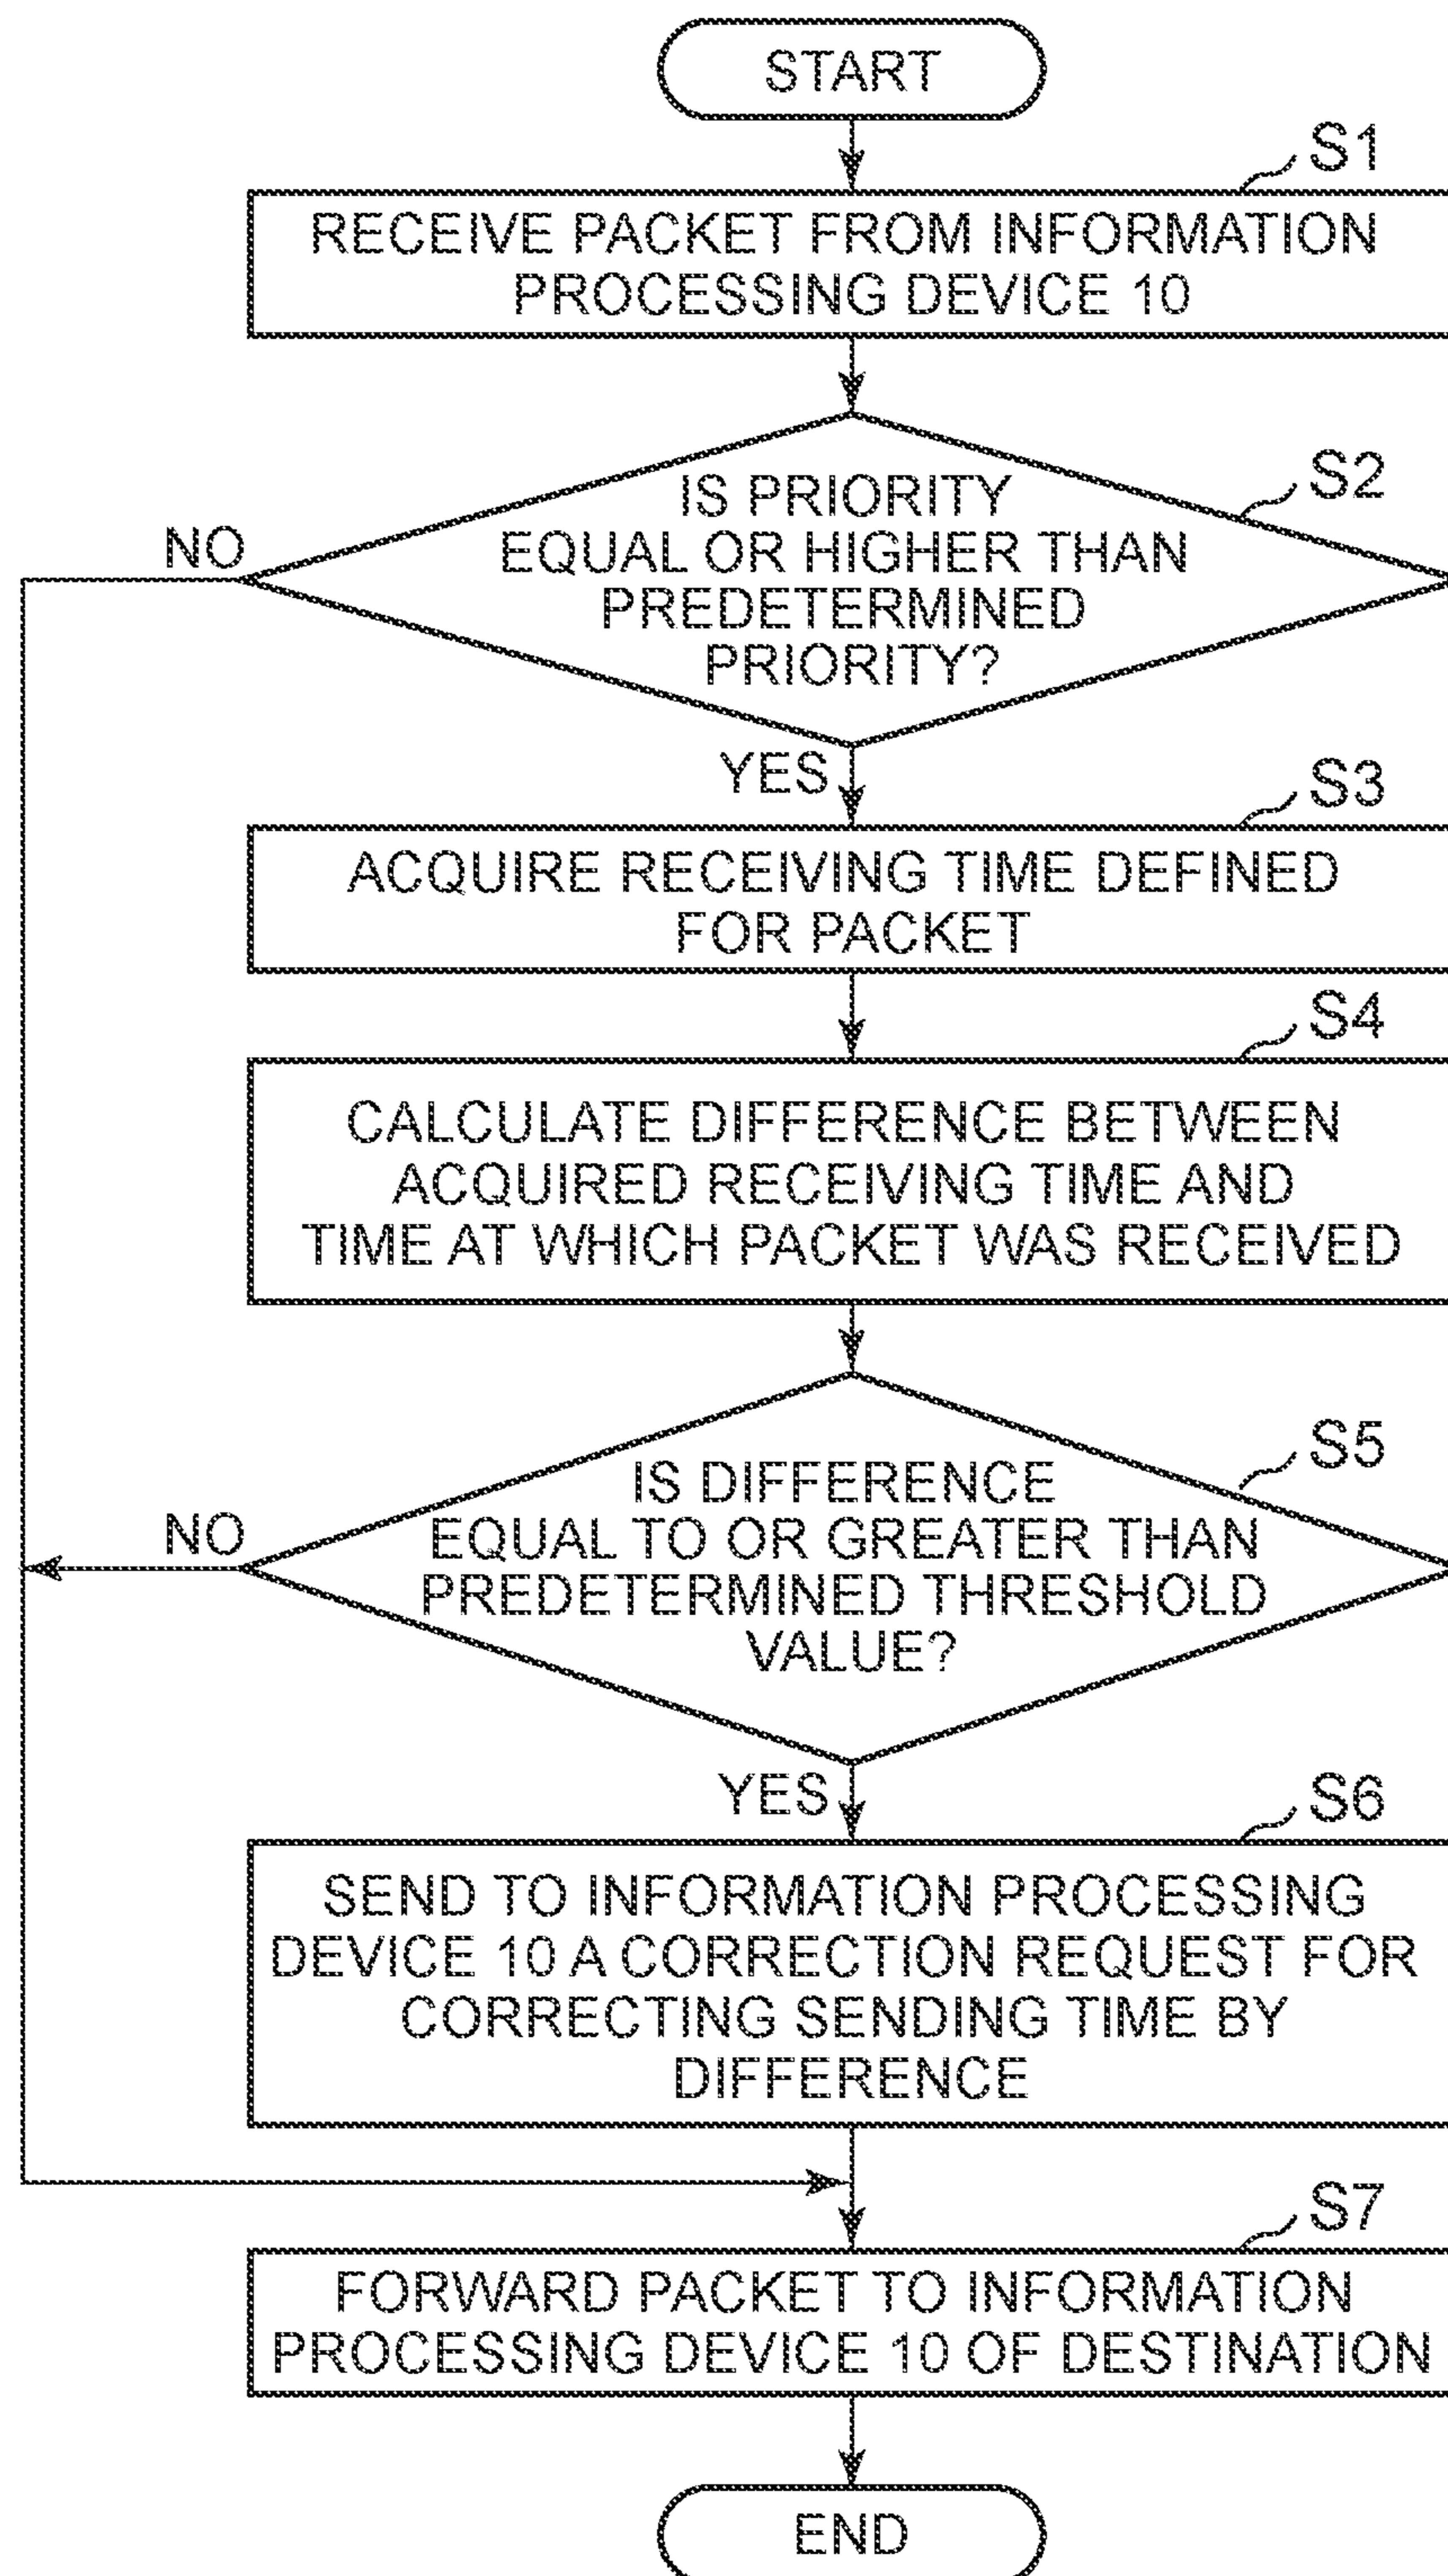 START
S1
RECEIVE PACKET FROM INFORMATION
PROCESSING DEVICE 10
S2
IS PRIORITY
EQUAL OR HIGHER THAN
PREDETERMINED
PRIORITY?
NO
YES
S3
ACQUIRE RECEIVING TIME DEFINED
FOR PACKET
S4
CALCULATE DIFFERENCE BETWEEN
ACQUIRED RECEIVING TIME AND
TIME AT WHICH PACKET WAS RECEIVED
S5
IS DIFFERENCE
EQUAL TO OR GREATER THAN
PREDETERMINED THRESHOLD
VALUE?
NO
YES
S6
SEND TO INFORMATION PROCESSING
DEVICE 10 A CORRECTION REQUEST FOR
CORRECTING SENDING TIME BY
DIFFERENCE
S7
FORWARD PACKET TO INFORMATION
PROCESSING DEVICE 10 OF DESTINATION
END